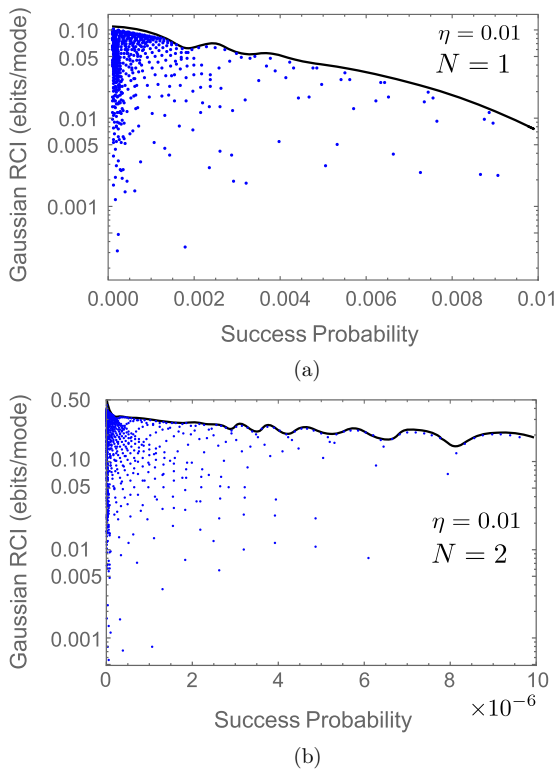 Gaussian RCI (ebits/mode)
0.10
0.05
0.01
0.005
0.001
η = 0.01
N = 1
0.000 0.002 0.004 0.006 0.008 0.01
Success Probability
(a)
Gaussian RCI (ebits/mode)
0.50
0.10
0.05
0.01
0.005
0.001
η = 0.01
N = 2
0 2 4 6 8 10
×10⁻⁶
Success Probability
(b)